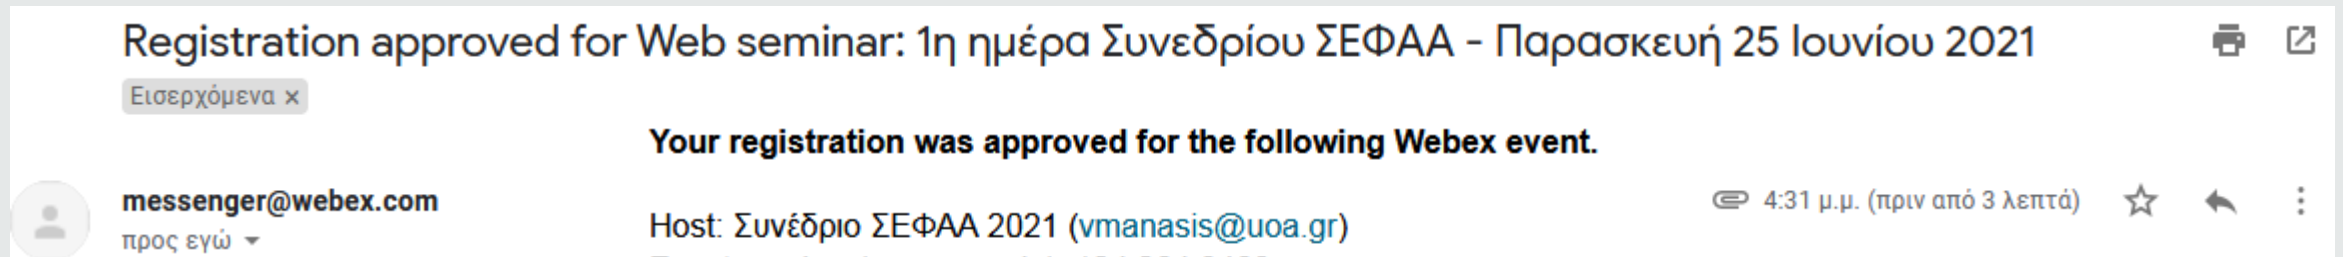 Registration approved for Web seminar: 1η ημέρα Συνεδρίου ΣΕΦΑΑ - Παρασκευή 25 Ιουνίου 2021
Εισερχόμενα ×
Your registration was approved for the following Webex event.
messenger@webex.com
4:31 μ.μ. (πριν από 3 λεπτά)
προς εγώ
Host: Συνέδριο ΣΕΦΑΑ 2021 (vmanasis@uoa.gr)